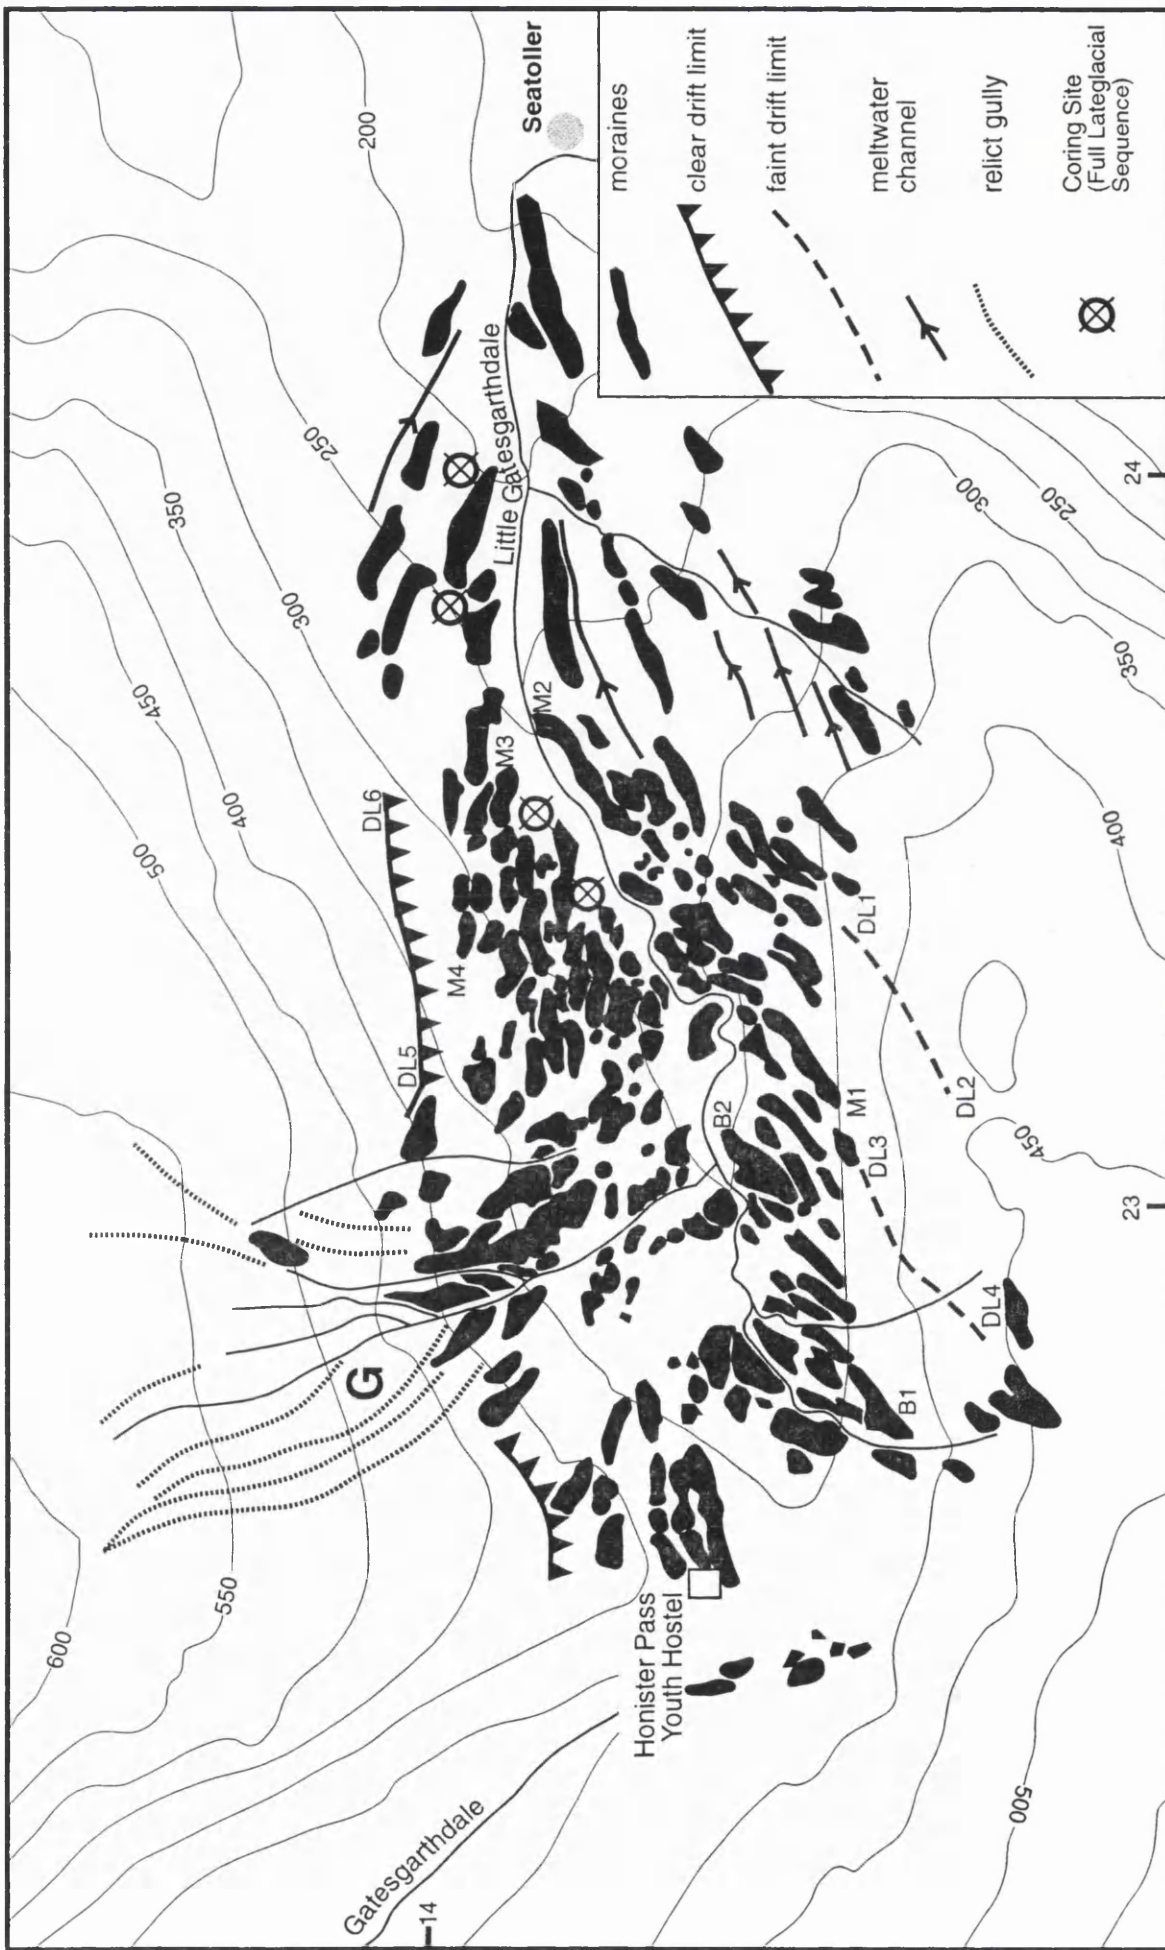 600
550
500
450
400
350
300
350
250
200
Seatoller
Little Gatesgarthdale
G
DL5
DL6
M4
M3
M2
B2
M1
B1
DL1
DL2
DL3
DL4
Honister Pass
Youth Hostel
Gatesgarthdale
14
500
450
400
350
300
250
23
24
moraines
clear drift limit
faint drift limit
meltwater
channel
relict gully
Coring Site
(Full Lateglacial
Sequence)